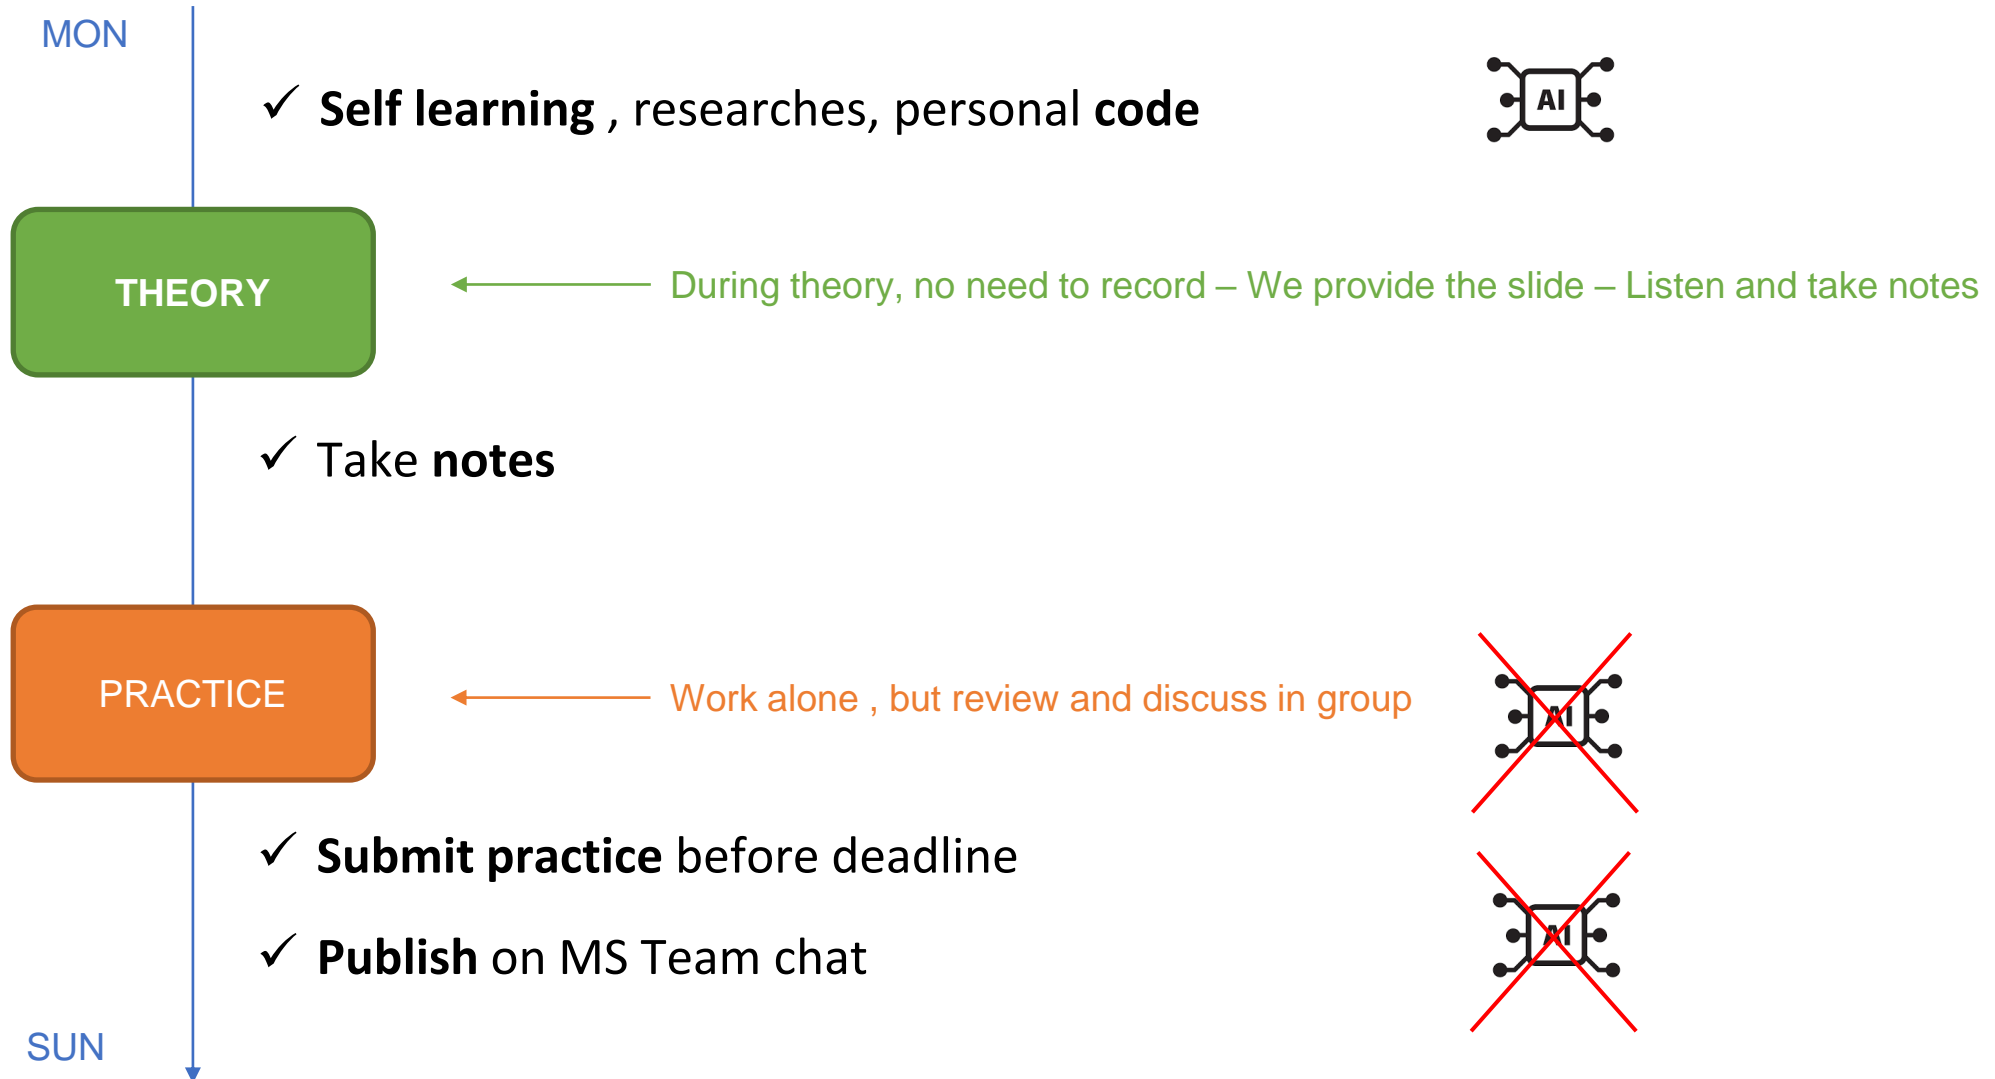 MON
✓ Self learning , researches, personal code
AI
THEORY
During theory, no need to record – We provide the slide – Listen and take notes
✓ Take notes
PRACTICE
Work alone , but review and discuss in group
AI
✓ Submit practice before deadline
✓ Publish on MS Team chat
AI
SUN